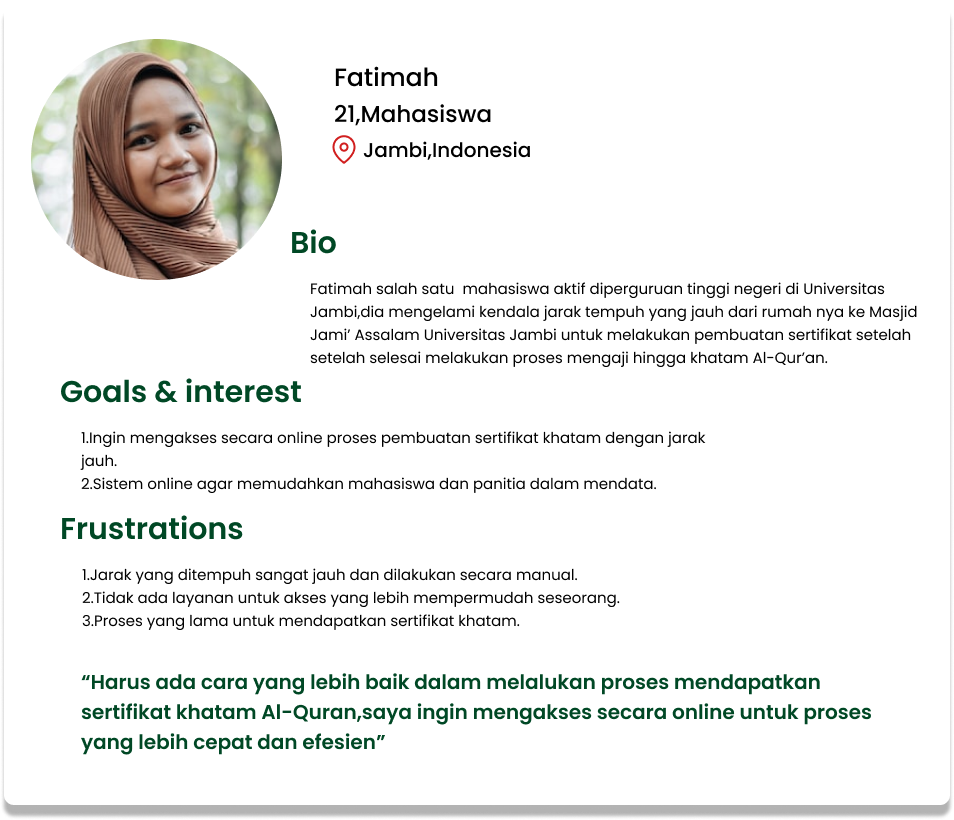 Fatimah
21,Mahasiswa
Jambi,Indonesia
Bio
Fatimah salah satu  mahasiswa aktif diperguruan tinggi negeri di Universitas
Jambi,dia mengelami kendala jarak tempuh yang jauh dari rumah nya ke Masjid
Jami’ Assalam Universitas Jambi untuk melakukan pembuatan sertifikat setelah
setelah selesai melakukan proses mengaji hingga khatam Al-Qur’an.
Goals & interest
1.Ingin mengakses secara online proses pembuatan sertifikat khatam dengan jarak
jauh.
2.Sistem online agar memudahkan mahasiswa dan panitia dalam mendata.
Frustrations
1.Jarak yang ditempuh sangat jauh dan dilakukan secara manual.
2.Tidak ada layanan untuk akses yang lebih mempermudah seseorang.
3.Proses yang lama untuk mendapatkan sertifikat khatam.
“Harus ada cara yang lebih baik dalam melalukan proses mendapatkan
sertifikat khatam Al-Quran,saya ingin mengakses secara online untuk proses
yang lebih cepat dan efesien”